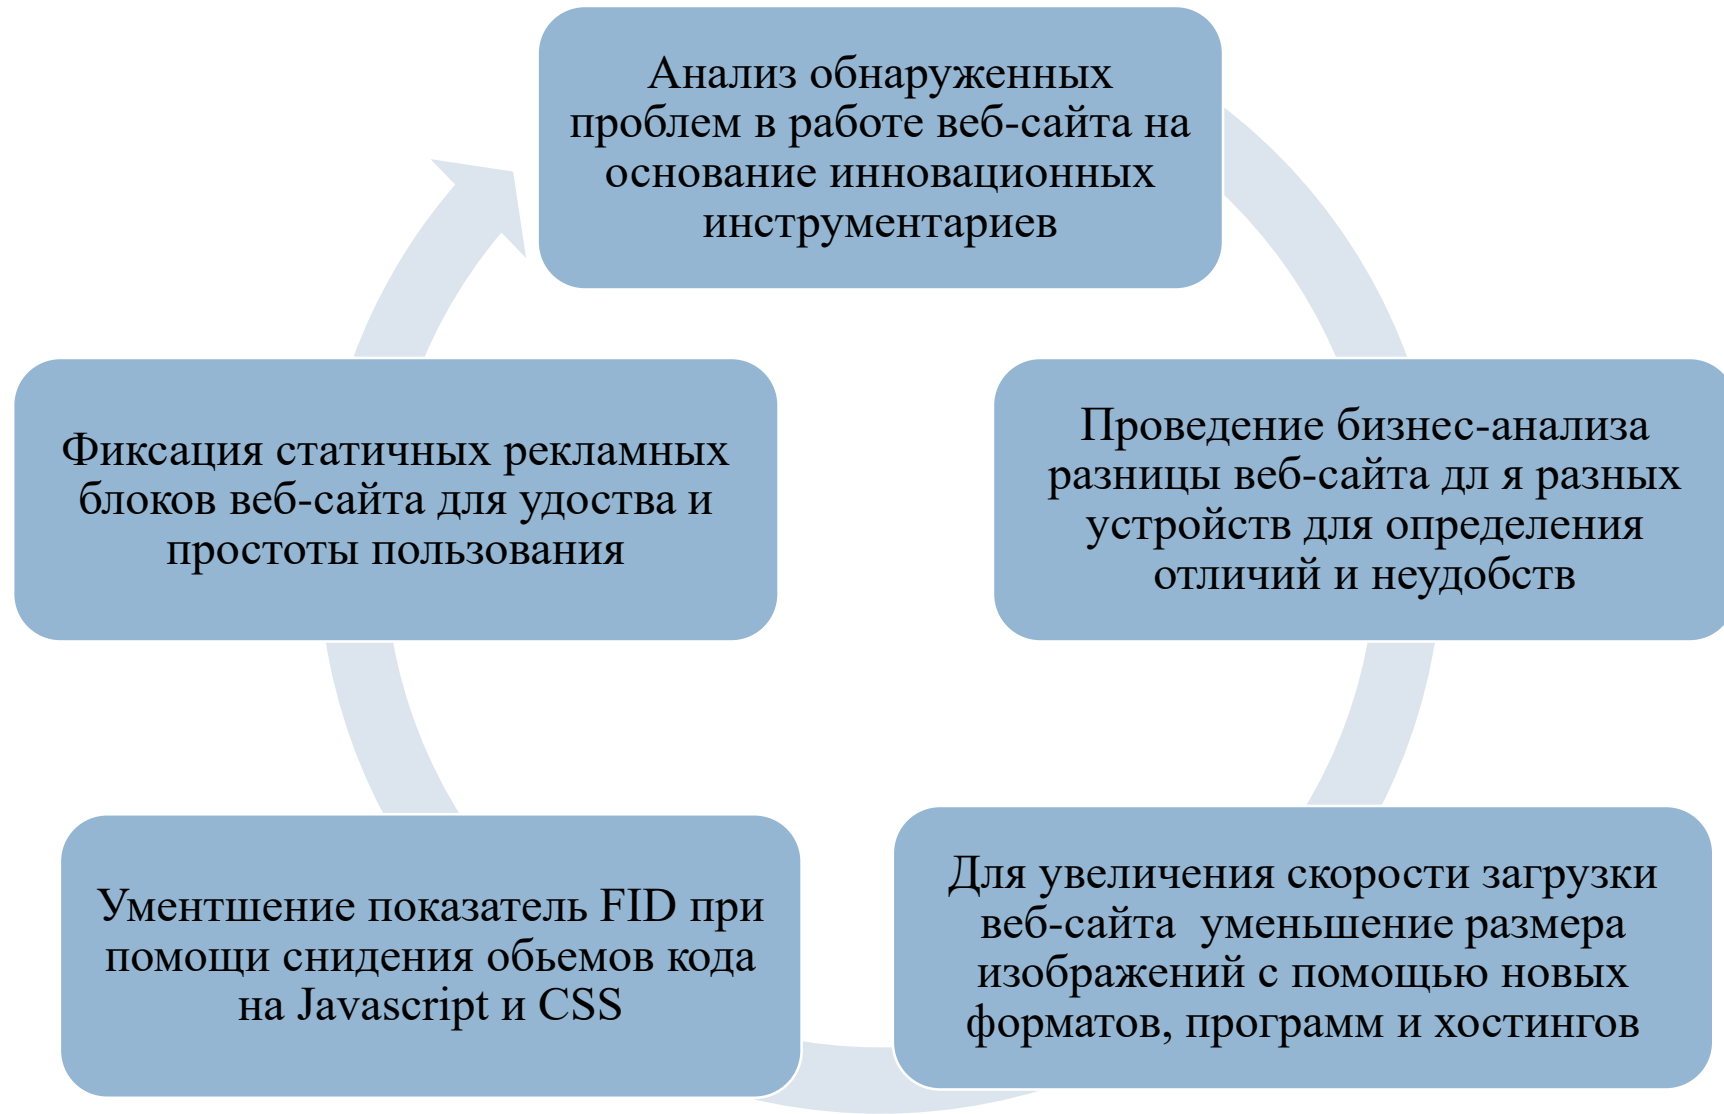 Анализ обнаруженных
проблем в работе веб-сайта на
основание инновационных
инструментариев
Проведение бизнес-анализа
разницы веб-сайта дл я разных
устройств для определения
отличий и неудобств
Для увеличения скорости загрузки
веб-сайта  уменьшение размера
изображений с помощью новых
форматов, программ и хостингов
Ументшение показатель FID при
помощи снидения обьемов кода
на Javascript и CSS
Фиксация статичных рекламных
блоков веб-сайта для удоства и
простоты пользования